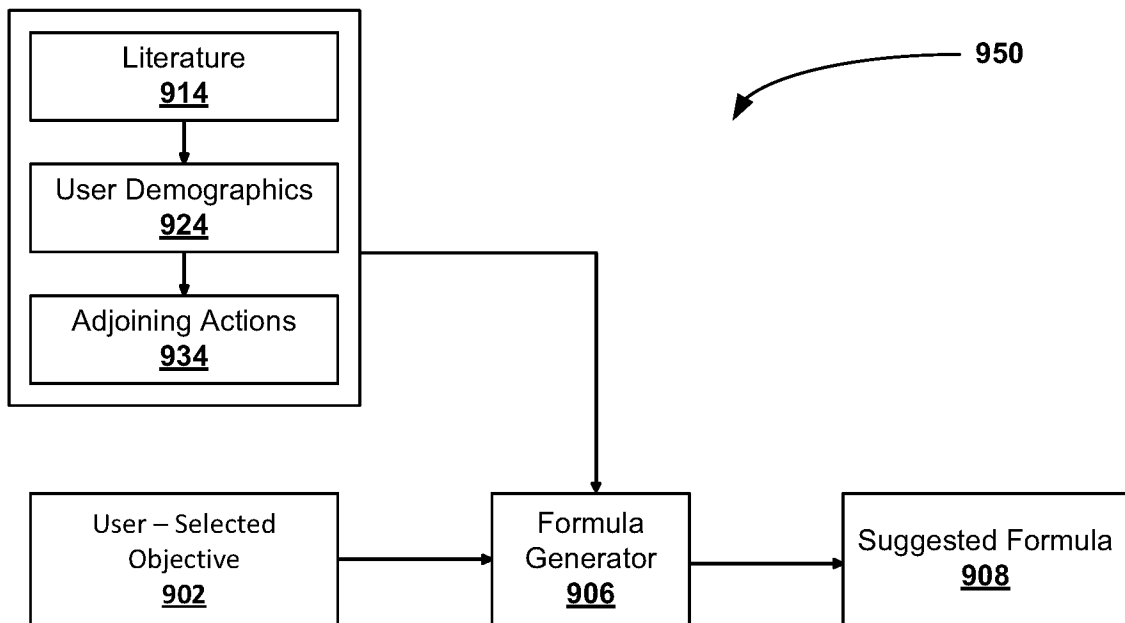 Literature
914
950
User Demographics
924
Adjoining Actions
934
User – Selected
Objective
902
Formula
Generator
906
Suggested Formula
908